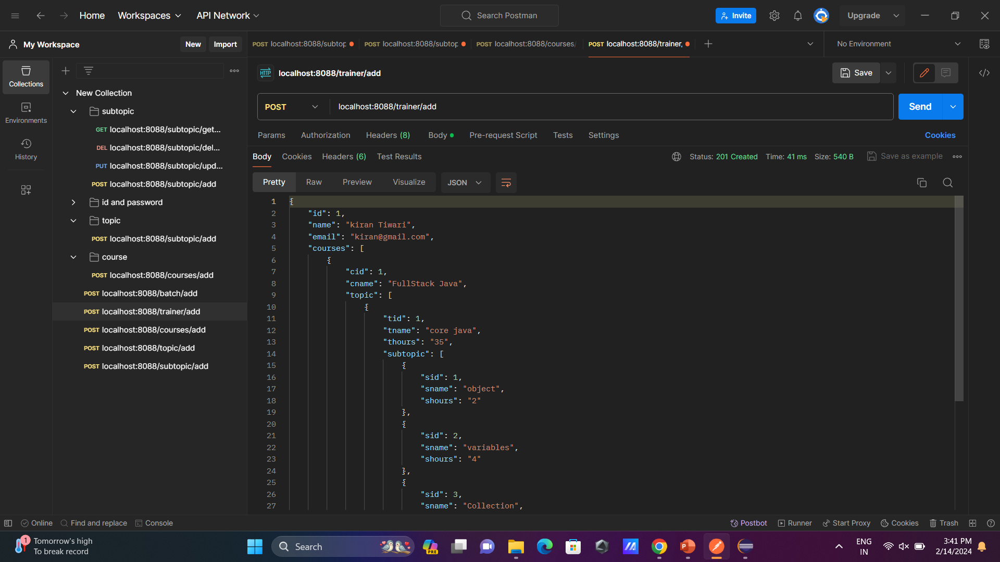 Home
Workspaces
API Network
Search Postman
Invite
Upgrade
My Workspace
New
Import
POST localhost:8088/subtop
POST localhost:8088/subtop
POST localhost:8088/courses/
POST localhost:8088/trainer,
No Environment
Collections
Environments
History
New Collection
subtopic
GET localhost:8088/subtopic/get...
DEL localhost:8088/subtopic/del...
PUT localhost:8088/subtopic/upd...
POST localhost:8088/subtopic/add
id and password
topic
POST localhost:8088/subtopic/add
course
POST localhost:8088/courses/add
POST localhost:8088/batch/add
POST localhost:8088/trainer/add
POST localhost:8088/courses/add
POST localhost:8088/topic/add
POST localhost:8088/subtopic/add
HTTP localhost:8088/trainer/add
Save
POST localhost:8088/trainer/add
Send
Params Authorization Headers (8) Body Pre-request Script Tests Settings Cookies
Body Cookies Headers (6) Test Results Status: 201 Created Time: 41 ms Size: 540 B Save as example
Pretty Raw Preview Visualize JSON
1 {
2 "id": 1,
3 "name": "kiran Tiwari",
4 "email": "kiran@gmail.com",
5 "courses": [
6 {
7 "cid": 1,
8 "cname": "FullStack Java",
9 "topic": [
10 {
11 "tid": 1,
12 "tname": "core java",
13 "thours": "35",
14 "subtopic": [
15 {
16 "sid": 1,
17 "sname": "object",
18 "shours": "2"
19 },
20 {
21 "sid": 2,
22 "sname": "variables",
23 "shours": "4"
24 },
25 {
26 "sid": 3,
27 "sname": "Collection",
Online Find and replace Console Postbot Runner Start Proxy Cookies Trash
1
Tomorrow's high
To break record
Search
PRE
ENG
IN
3:41 PM
2/14/2024